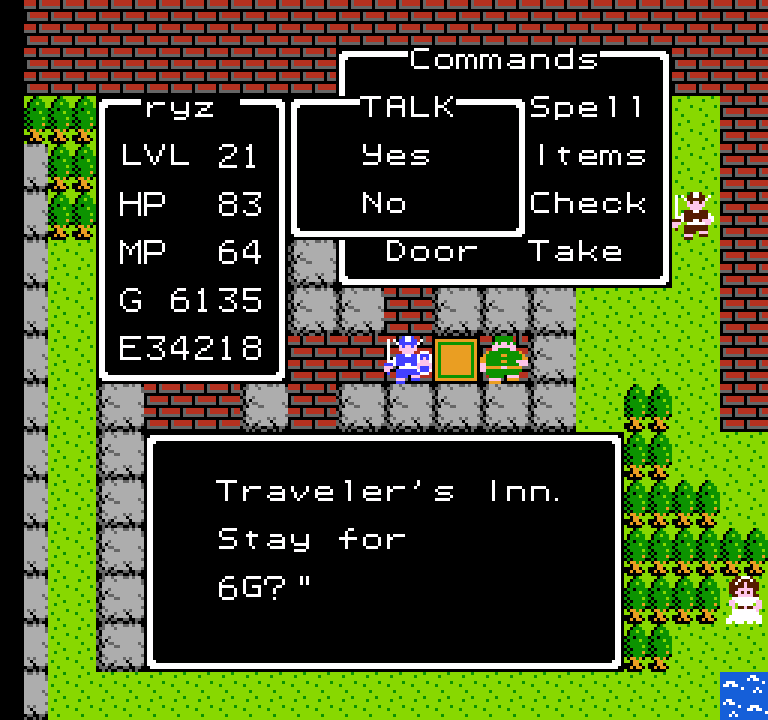 Commands
ryz
TALK
Spell
LVL 21
Yes
Items
HP 83
No
Check
MP 64
Door
Take
G 6135
E34218
Traveler's Inn.
Stay for
6G?"